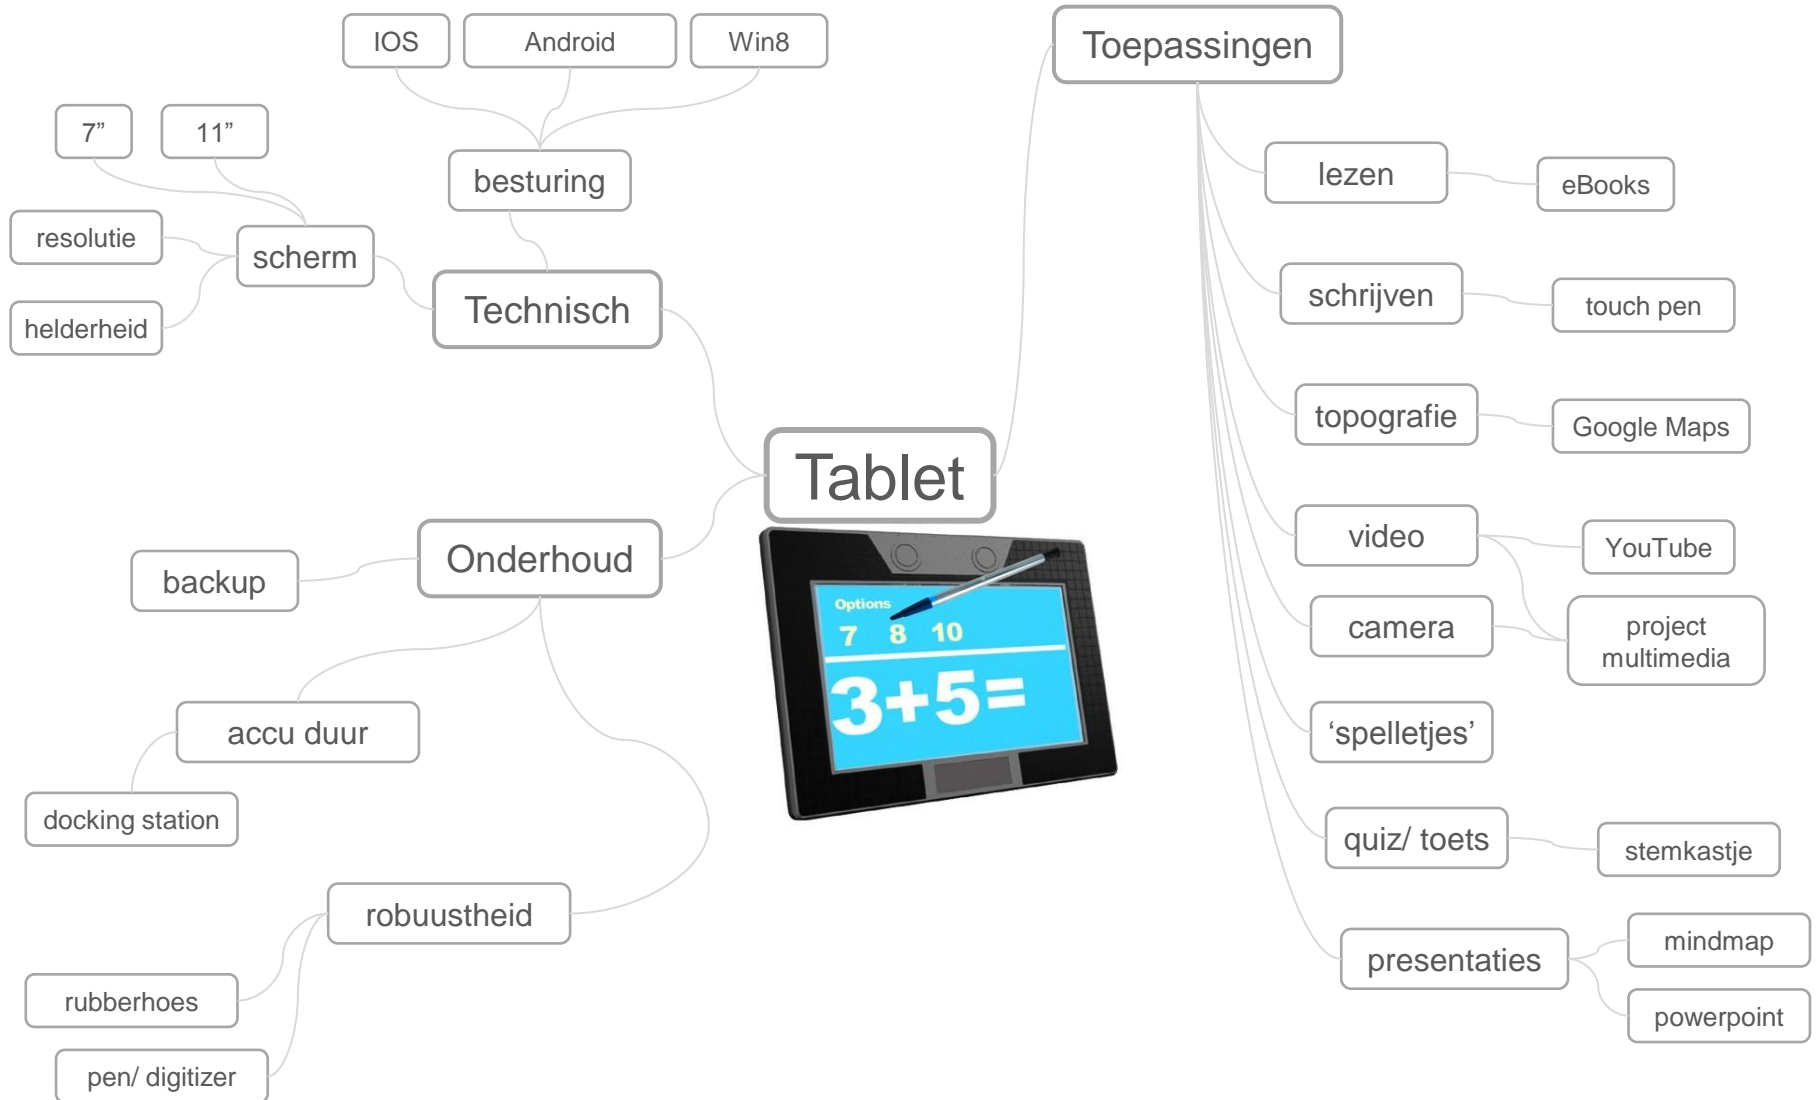 IOS
Android
Win8
Toepassingen
7”
11”
besturing
lezen
eBooks
resolutie
scherm
helderheid
Technisch
schrijven
touch pen
topografie
Google Maps
Tablet
video
YouTube
Onderhoud
backup
Options
7 8 10
3+5=
camera
project
multimedia
accu duur
‘spelletjes’
docking station
quiz/ toets
stemkastje
robuustheid
presentaties
mindmap
powerpoint
rubberhoes
pen/ digitizer